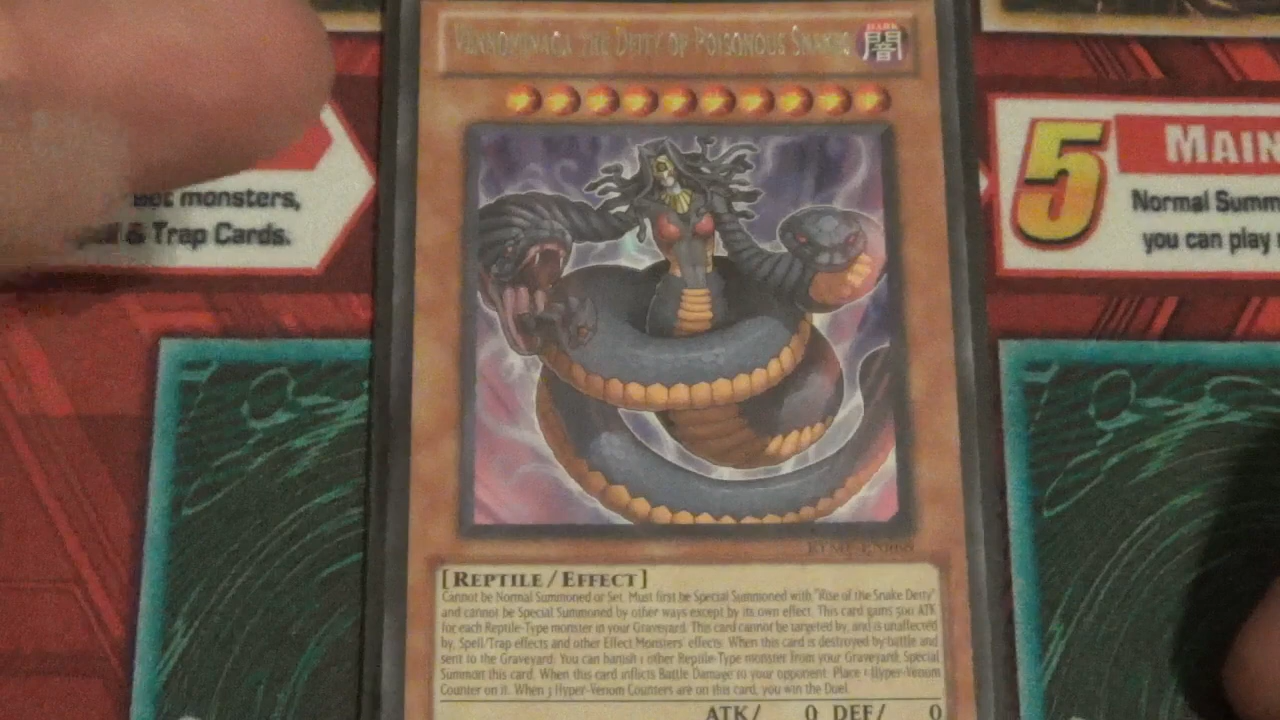 VENNOMINAGA THE DEITY OF POISONOUS SNAKES
DARK
闇
monsters,
& Trap Cards.
5 MAIN
Normal Summ
you can play
[REPTILE/EFFECT]
Cannot be Normal Summoned or Set. Must first be Special Summoned with "Rise of the Snake Deity"
and cannot be Special Summoned by other ways except by its own effect. This card gains 500 ATK
for each Reptile-Type monster in your Graveyard. This card cannot be targeted by, and is unaffected
by, Spell/Trap effects and other Effect Monsters' effects. When this card is destroyed by battle and
sent to the Graveyard: You can banish 1 other Reptile-Type monster from your Graveyard; Special
Summon this card. When this card inflicts Battle Damage to your opponent: Place 1 Hyper-Venom
Counter on it. When 3 Hyper-Venom Counters are on this card, you win the Duel.
ATK/ 0 DEF/ 0